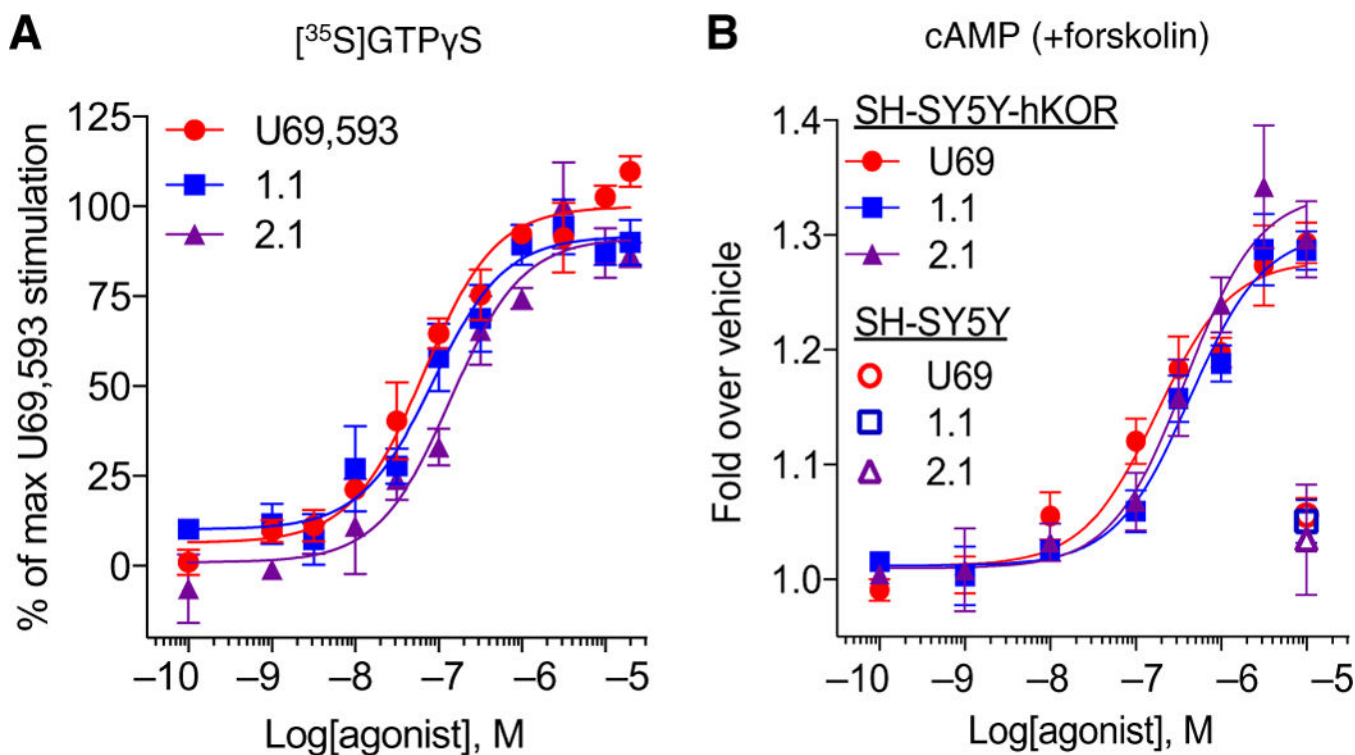 A
[³⁵S]GTPγS
% of max U69,593 stimulation
125
100
75
50
25
0
U69,593
1.1
2.1
–10
–9
–8
–7
–6
–5
Log[agonist], M
B
cAMP (+forskolin)
Fold over vehicle
1.4
1.3
1.2
1.1
1.0
SH-SY5Y-hKOR
U69
1.1
2.1
SH-SY5Y
U69
1.1
2.1
–10
–9
–8
–7
–6
–5
Log[agonist], M